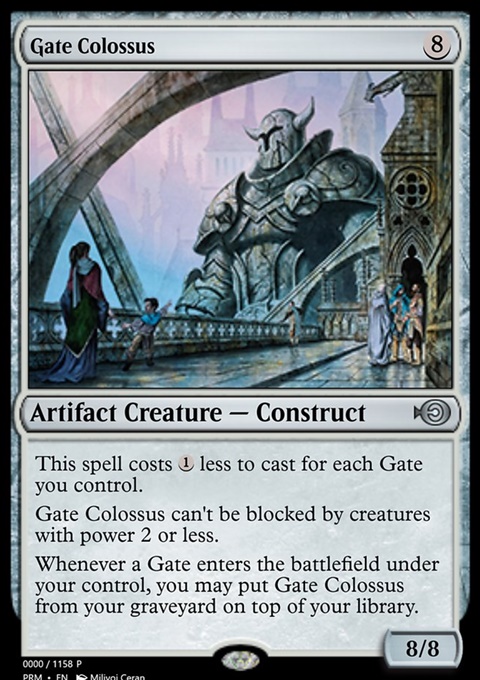 Gate Colossus 8
Artifact Creature — Construct
This spell costs 1 less to cast for each Gate
you control.
Gate Colossus can't be blocked by creatures
with power 2 or less.
Whenever a Gate enters the battlefield under
your control, you may put Gate Colossus
from your graveyard on top of your library.
8/8
0000 / 1158 P
PRM • EN Milivoj Ceran